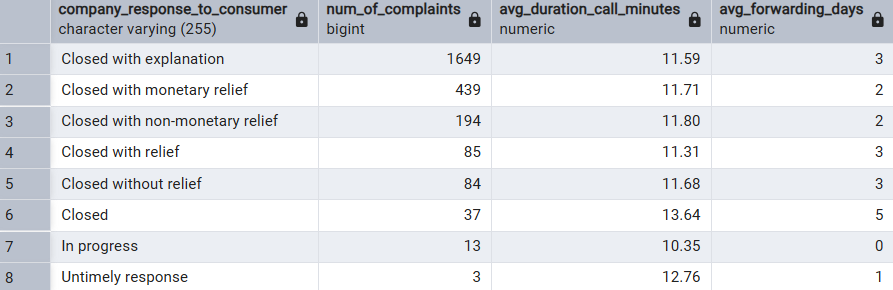 company_response_to_consumer num_of_complaints avg_duration_call_minutes avg_forwarding_days
character varying (255) bigint numeric numeric
1 Closed with explanation 1649 11.59 3
2 Closed with monetary relief 439 11.71 2
3 Closed with non-monetary relief 194 11.80 2
4 Closed with relief 85 11.31 3
5 Closed without relief 84 11.68 3
6 Closed 37 13.64 5
7 In progress 13 10.35 0
8 Untimely response 3 12.76 1